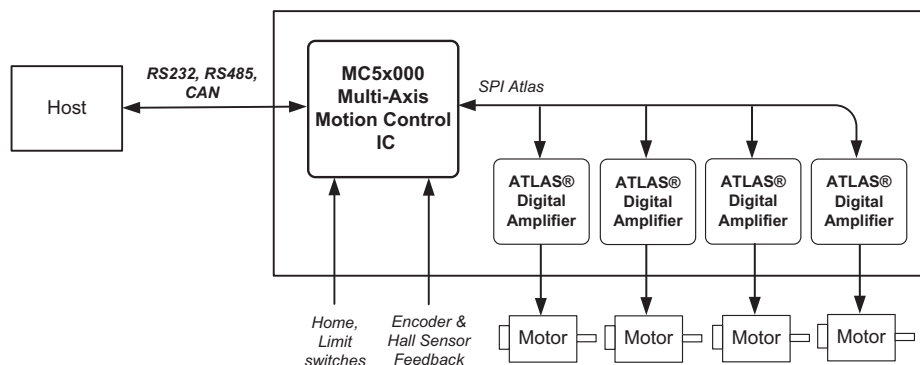 Host
RS232, RS485,
CAN
MC5x000
Multi-Axis
Motion Control
IC
SPI Atlas
ATLAS®
Digital
Amplifier
ATLAS®
Digital
Amplifier
ATLAS®
Digital
Amplifier
ATLAS®
Digital
Amplifier
Home,
Limit
switches
Encoder &
Hall Sensor
Feedback
Motor
Motor
Motor
Motor